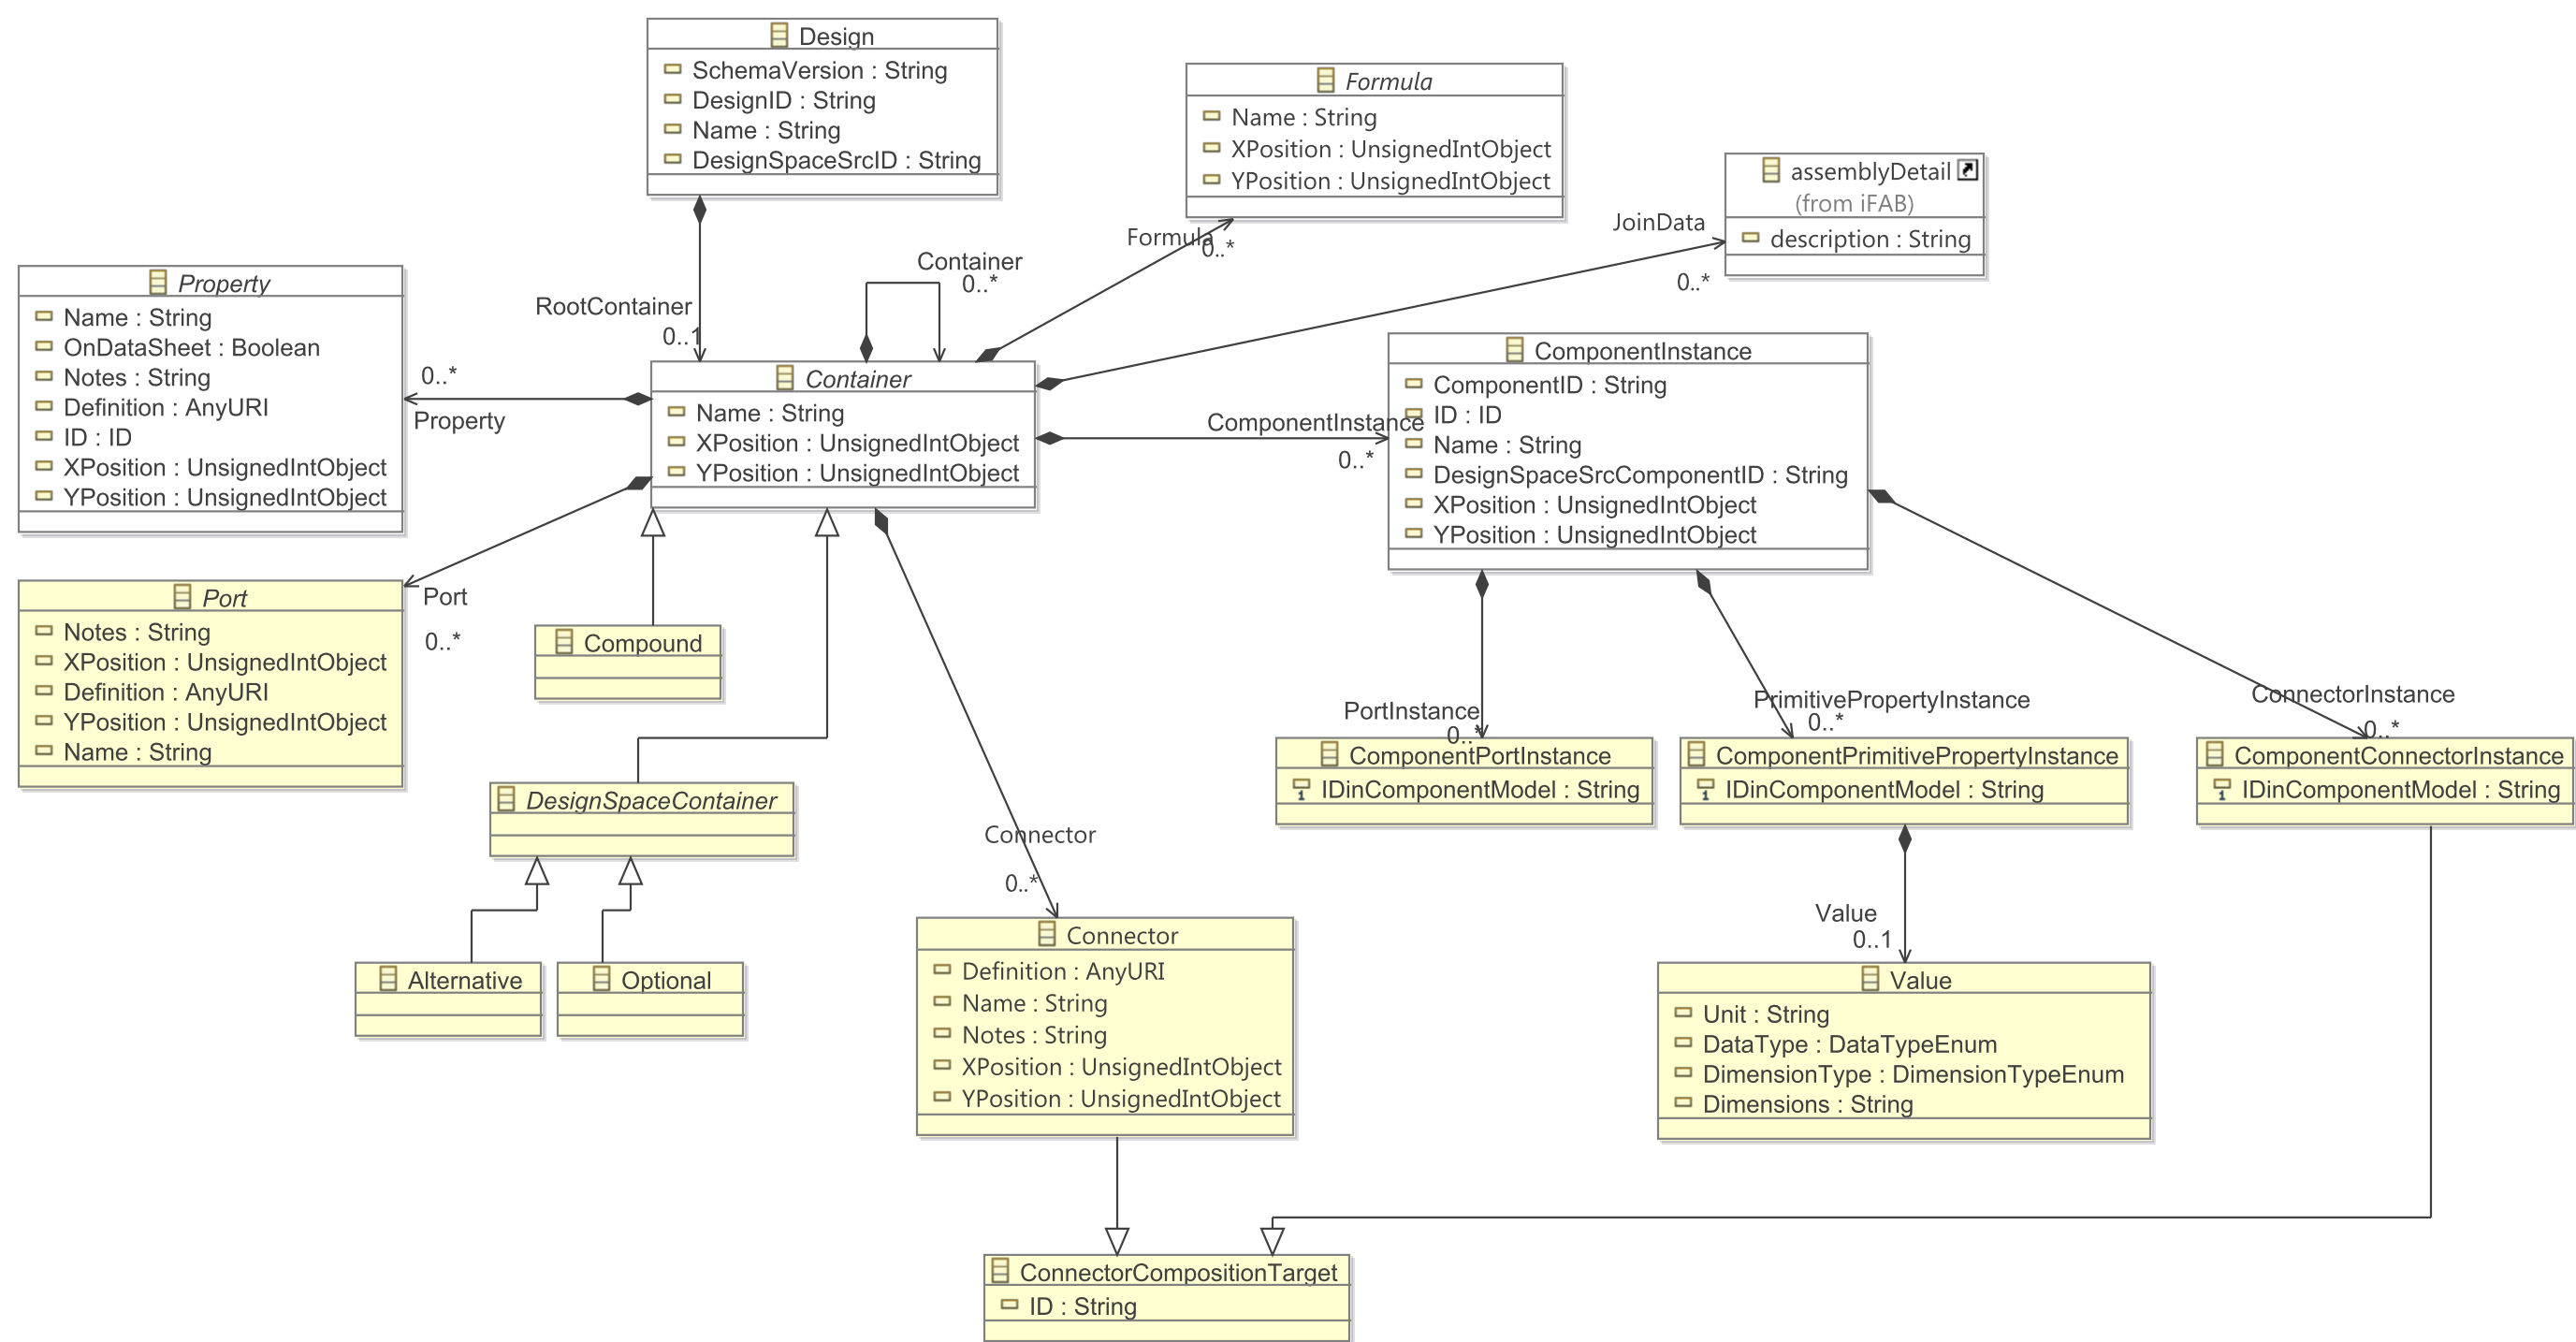 Design
SchemaVersion : String
DesignID : String
Name : String
DesignSpaceSrcID : String
Formula
Name : String
XPosition : UnsignedIntObject
YPosition : UnsignedIntObject
assemblyDetail
(from iFAB)
description : String
JoinData
0..*
Formula
0..*
Container
0..*
RootContainer
0..1
Property
Name : String
OnDataSheet : Boolean
Notes : String
Definition : AnyURI
ID : ID
XPosition : UnsignedIntObject
YPosition : UnsignedIntObject
0..*
Property
Container
Name : String
XPosition : UnsignedIntObject
YPosition : UnsignedIntObject
ComponentInstance
0..*
ComponentInstance
ComponentID : String
ID : ID
Name : String
DesignSpaceSrcComponentID : String
XPosition : UnsignedIntObject
YPosition : UnsignedIntObject
Port
Notes : String
XPosition : UnsignedIntObject
Definition : AnyURI
YPosition : UnsignedIntObject
Name : String
Port
0..*
Compound
PortInstance
0..*
PrimitivePropertyInstance
0..*
ConnectorInstance
0..*
ComponentPortInstance
IDinComponentModel : String
ComponentPrimitivePropertyInstance
IDinComponentModel : String
ComponentConnectorInstance
IDinComponentModel : String
DesignSpaceContainer
Connector
0..*
Alternative
Optional
Connector
Definition : AnyURI
Name : String
Notes : String
XPosition : UnsignedIntObject
YPosition : UnsignedIntObject
Value
0..1
Value
Unit : String
DataType : DataTypeEnum
DimensionType : DimensionTypeEnum
Dimensions : String
ConnectorCompositionTarget
ID : String